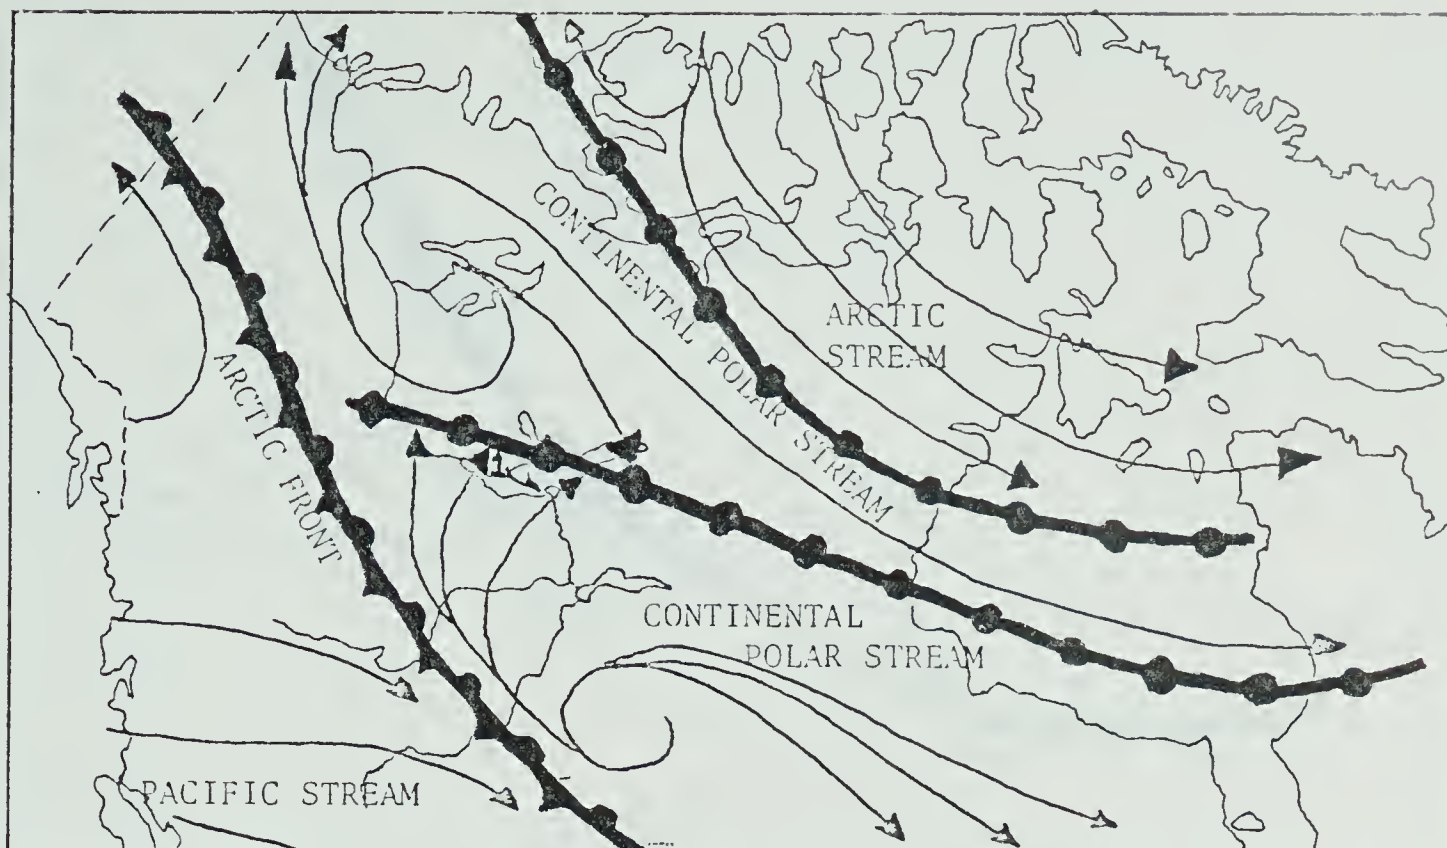 CONTINENTAL POLAR STREAM
ARCTIC
STREAM
ARCTIC FRONT
CONTINENTAL
POLAR STREAM
PACIFIC STREAM